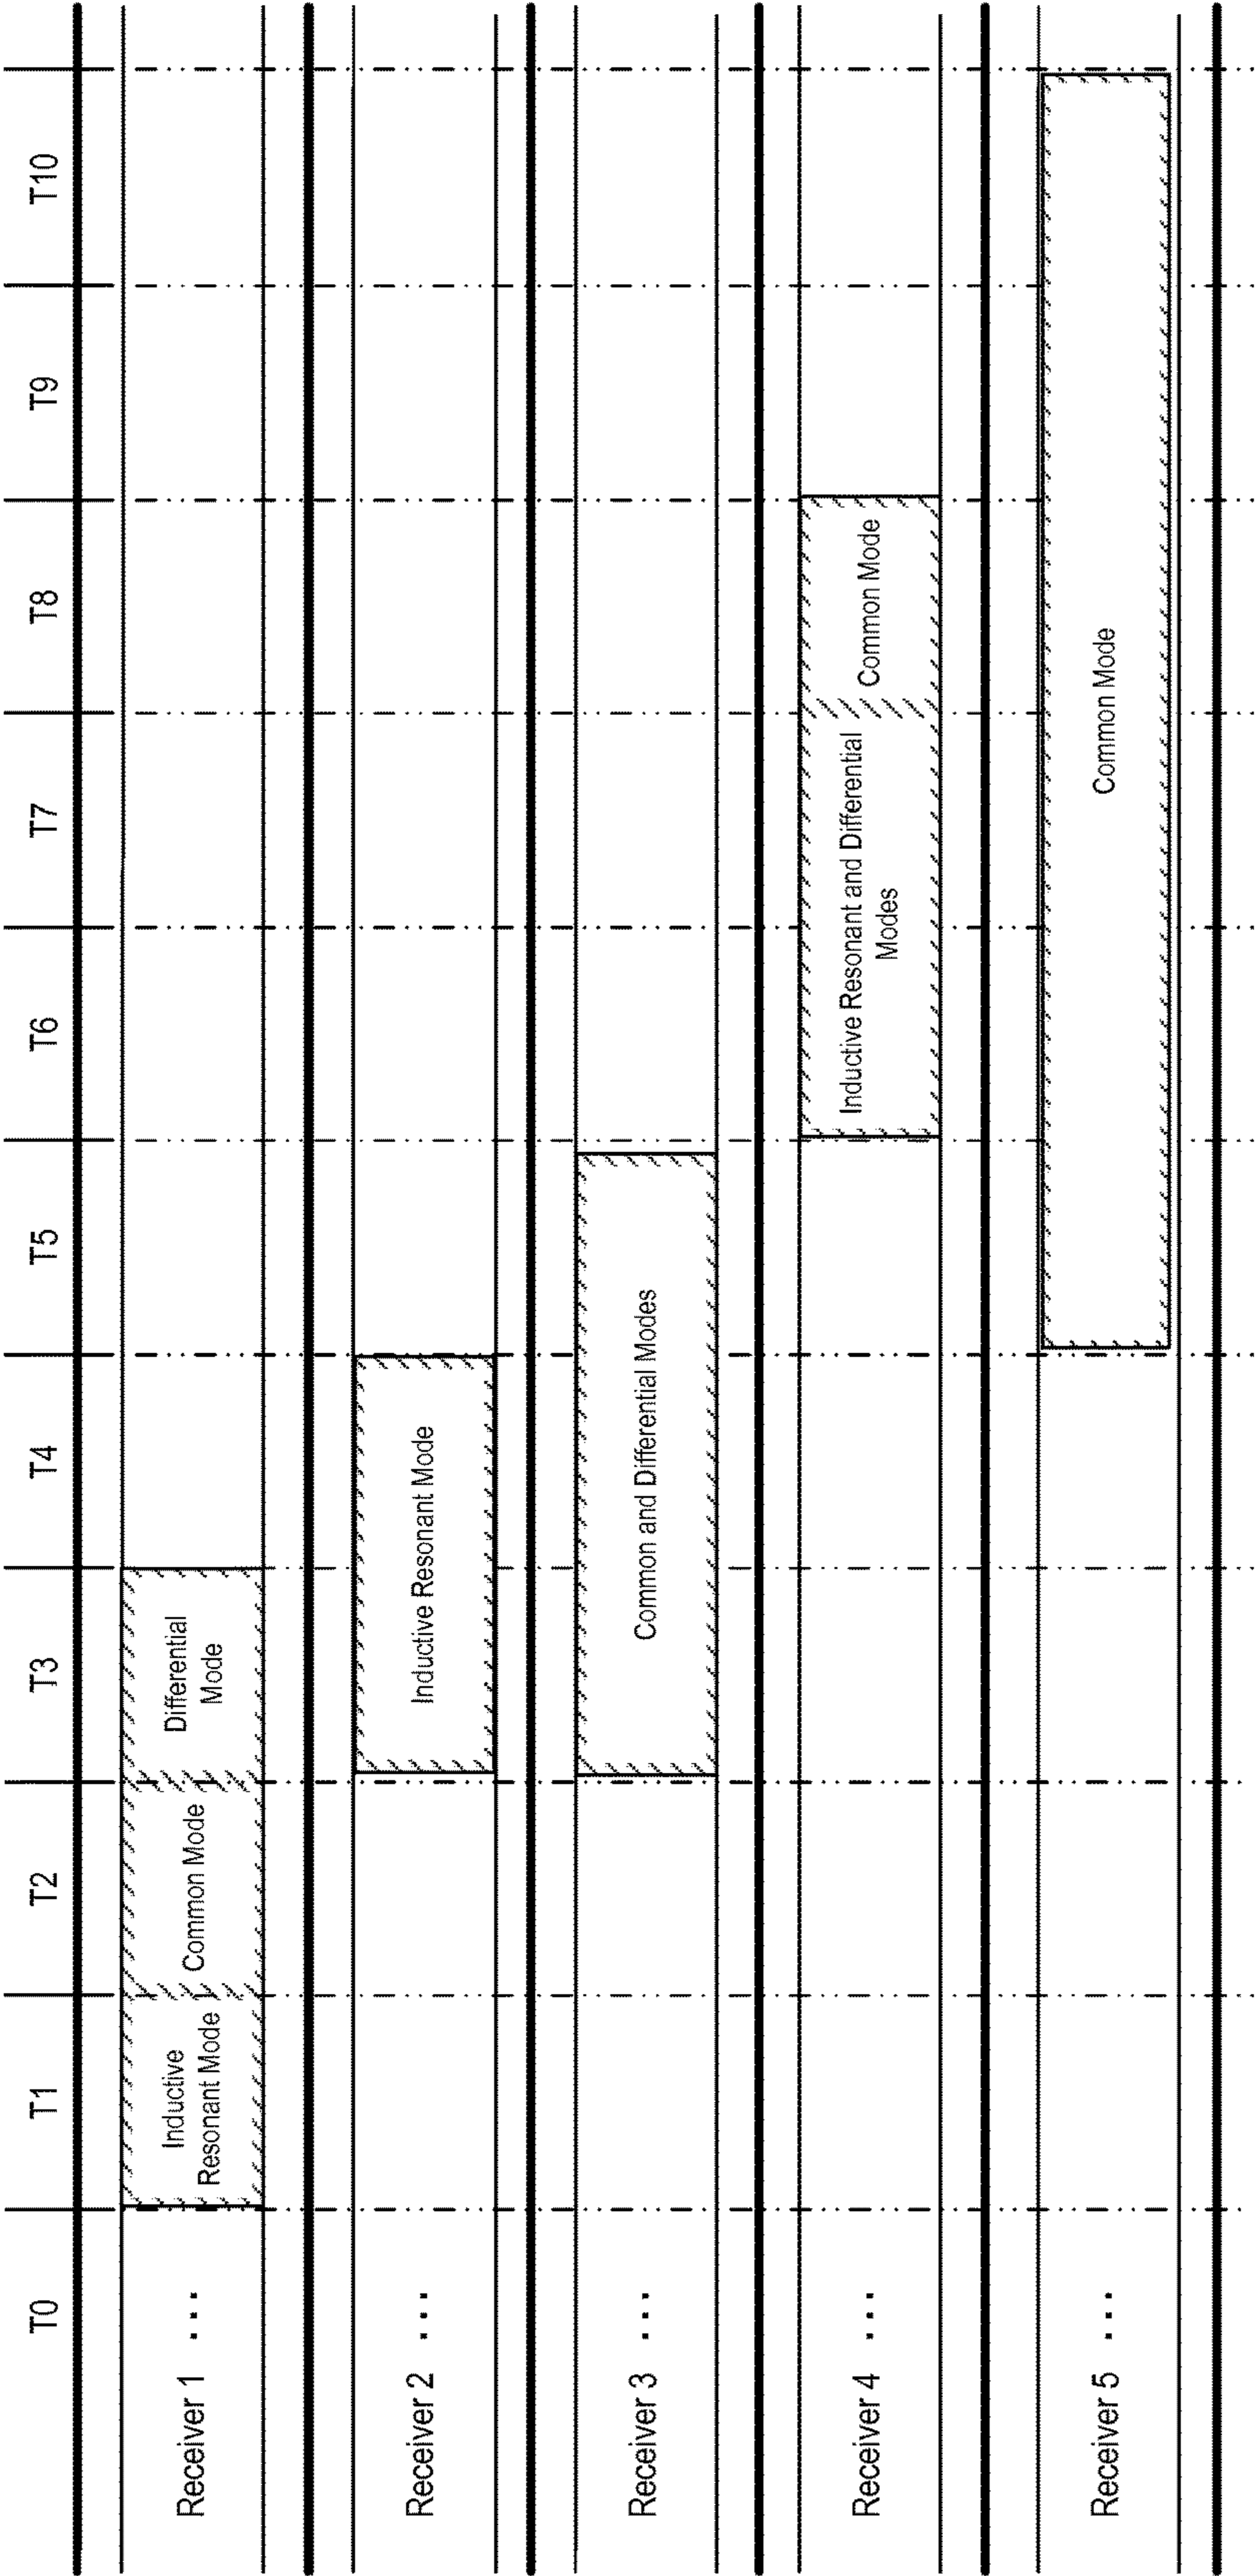 T0 T1 T2 T3 T4 T5 T6 T7 T8 T9 T10
Receiver 1 ...
Inductive
Resonant Mode
Common Mode
Differential
Mode
Receiver 2 ...
Inductive Resonant Mode
Receiver 3 ...
Common and Differential Modes
Receiver 4 ...
Inductive Resonant and Differential
Modes
Common Mode
Receiver 5 ...
Common Mode